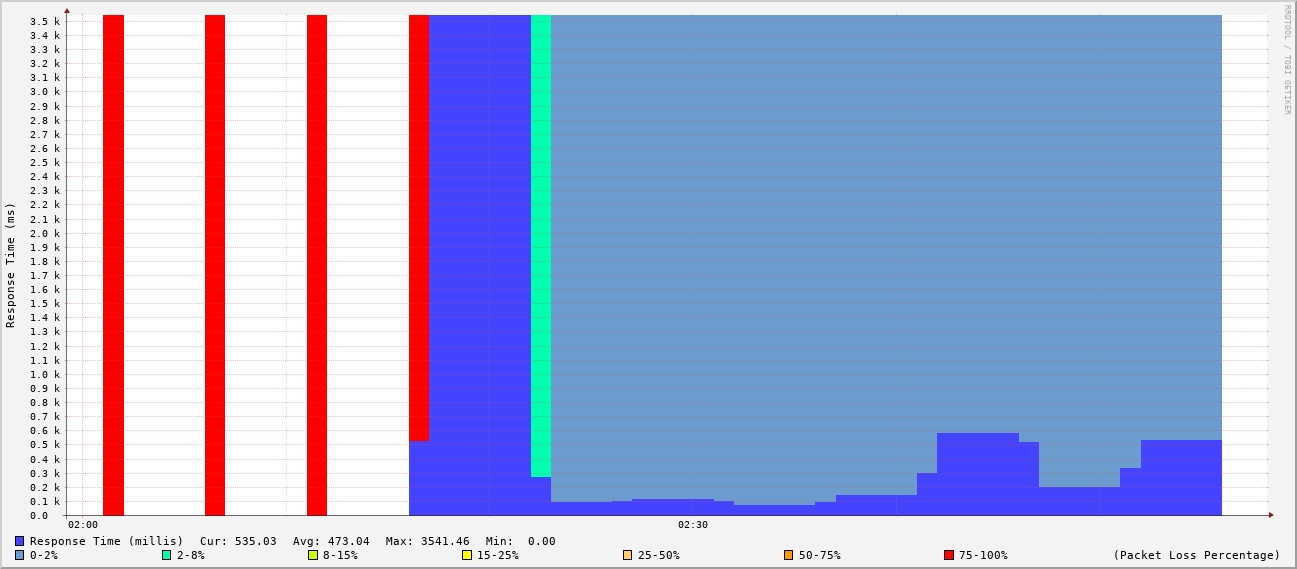 RRDTOOL / TOBI OETIKER
Response Time (ms)
3.5 k
3.4 k
3.3 k
3.2 k
3.1 k
3.0 k
2.9 k
2.8 k
2.7 k
2.6 k
2.5 k
2.4 k
2.3 k
2.2 k
2.1 k
2.0 k
1.9 k
1.8 k
1.7 k
1.6 k
1.5 k
1.4 k
1.3 k
1.2 k
1.1 k
1.0 k
0.9 k
0.8 k
0.7 k
0.6 k
0.5 k
0.4 k
0.3 k
0.2 k
0.1 k
0.0
02:00 02:30
Response Time (millis) Cur: 535.03 Avg: 473.04 Max: 3541.46 Min: 0.00
0-2% 2-8% 8-15% 15-25% 25-50% 50-75% 75-100% (Packet Loss Percentage)